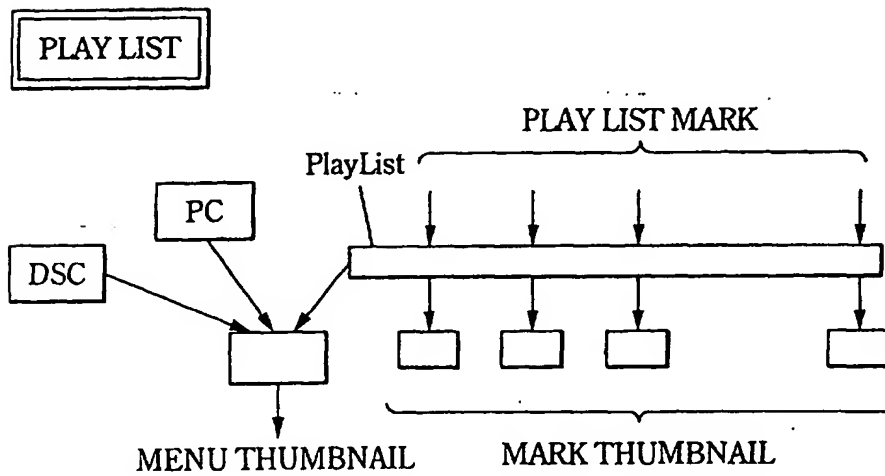 PLAY LIST
PLAY LIST MARK
PlayList
PC
DSC
MENU THUMBNAIL
MARK THUMBNAIL